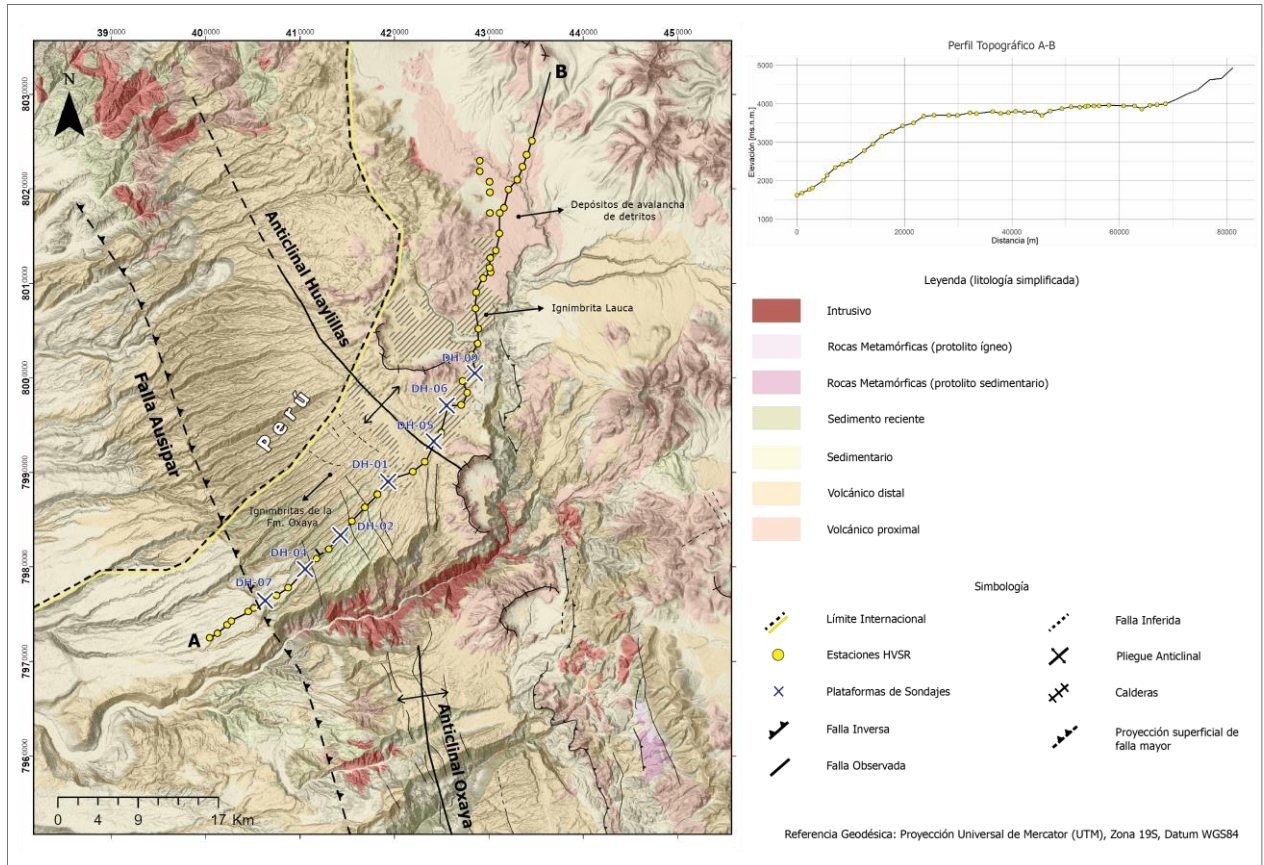 39⁰⁰⁰⁰ 40⁰⁰⁰⁰ 41⁰⁰⁰⁰ 42⁰⁰⁰⁰ 43⁰⁰⁰⁰ 44⁰⁰⁰⁰ 45⁰⁰⁰⁰
803⁰⁰⁰⁰
802⁰⁰⁰⁰
801⁰⁰⁰⁰
800⁰⁰⁰⁰
799⁰⁰⁰⁰
798⁰⁰⁰⁰
797⁰⁰⁰⁰
796⁰⁰⁰⁰
N
B
Anticlinal Huaylillas
Depósitos de avalancha
de detritos
Ignimbrita Lauca
Falla Ausipar
Perú
DH-06
DH-05
DH-01
Ignimbritas de la
Fm. Oxaya
DH-02
DH-04
DH-07
A
Anticlinal Oxaya
0 4 9 17 Km
Perfil Topográfico A-B
Elevación [ms.n.m.]
5000
4000
3000
2000
1000
0 20000 40000 60000 80000
Distancia [m]
Leyenda (litología simplificada)
Intrusivo
Rocas Metamórficas (protolito ígneo)
Rocas Metamórficas (protolito sedimentario)
Sedimento reciente
Sedimentario
Volcánico distal
Volcánico proximal
Simbología
Límite Internacional
Estaciones HVSR
Plataformas de Sondajes
Falla Inversa
Falla Observada
Falla Inferida
Pliegue Anticlinal
Calderas
Proyección superficial de
falla mayor
Referencia Geodésica: Proyección Universal de Mercator (UTM), Zona 19S, Datum WGS84